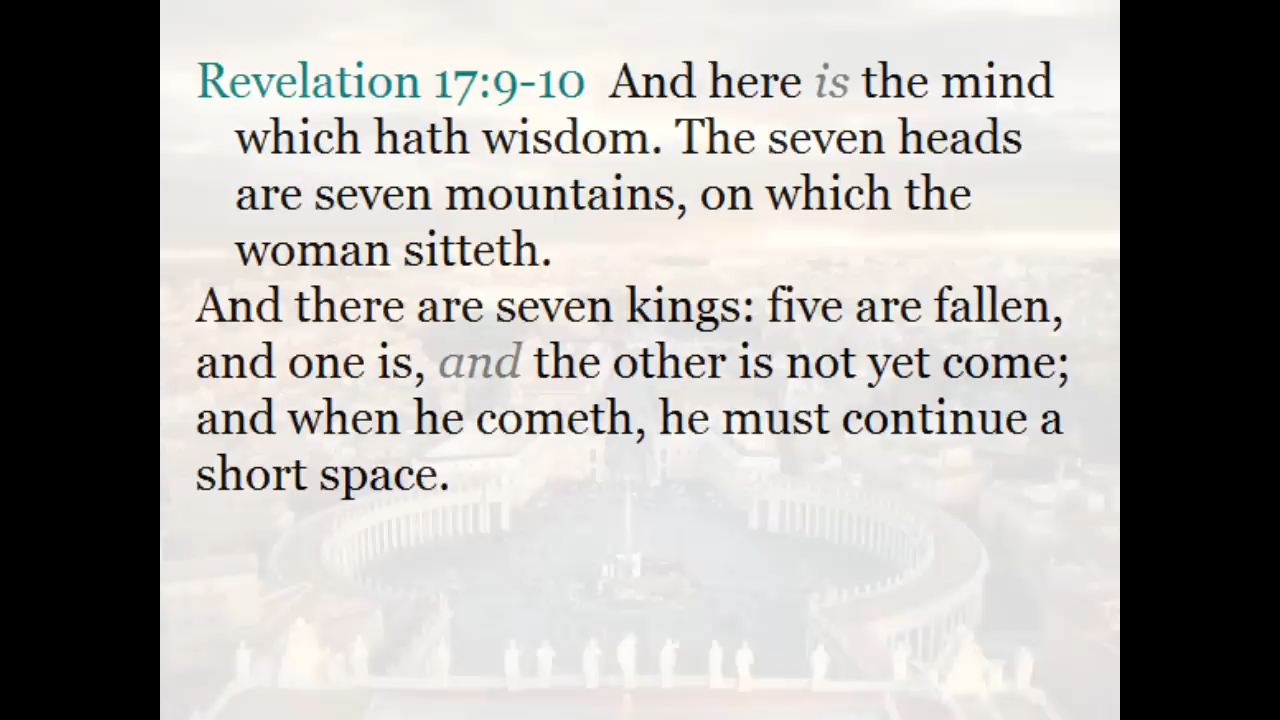 Revelation 17:9-10 And here is the mind
which hath wisdom. The seven heads
are seven mountains, on which the
woman sitteth.
And there are seven kings: five are fallen,
and one is, and the other is not yet come;
and when he cometh, he must continue a
short space.